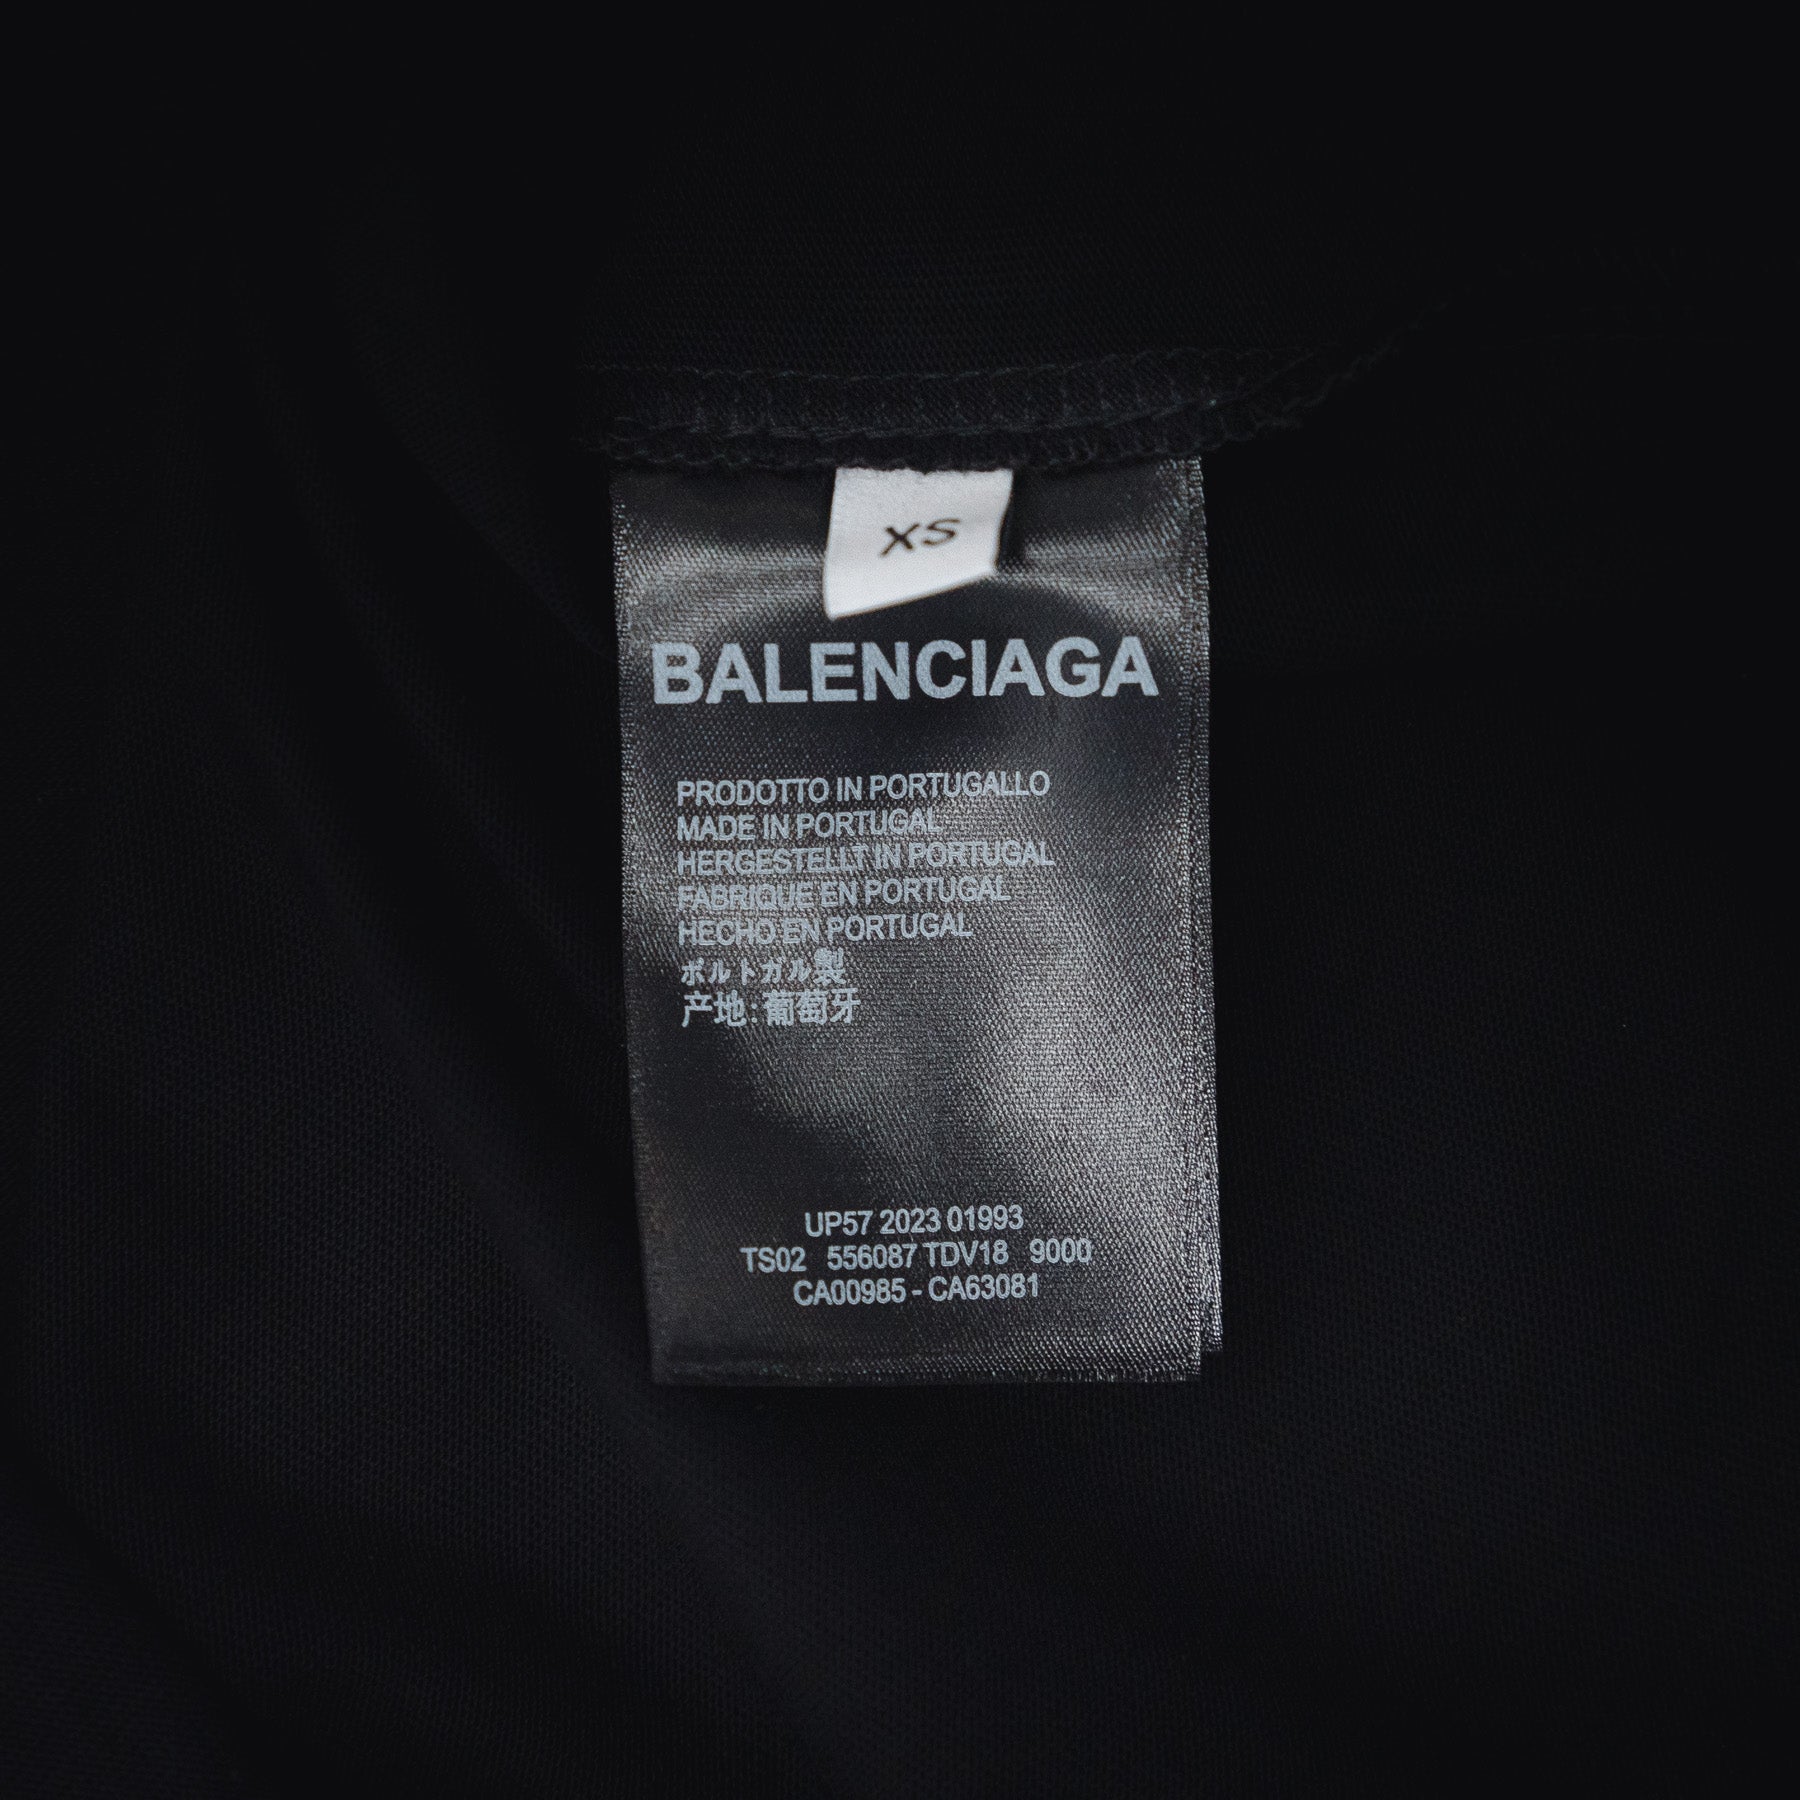 XS
BALENCIAGA
PRODOTTO IN PORTUGALLO
MADE IN PORTUGAL
HERGESTELLT IN PORTUGAL
FABRIQUE EN PORTUGAL
HECHO EN PORTUGAL
ポルトガル製
产地:葡萄牙
UP57 2023 01993
TS02 556087 TDV18 9000
CA00985 - CA63081